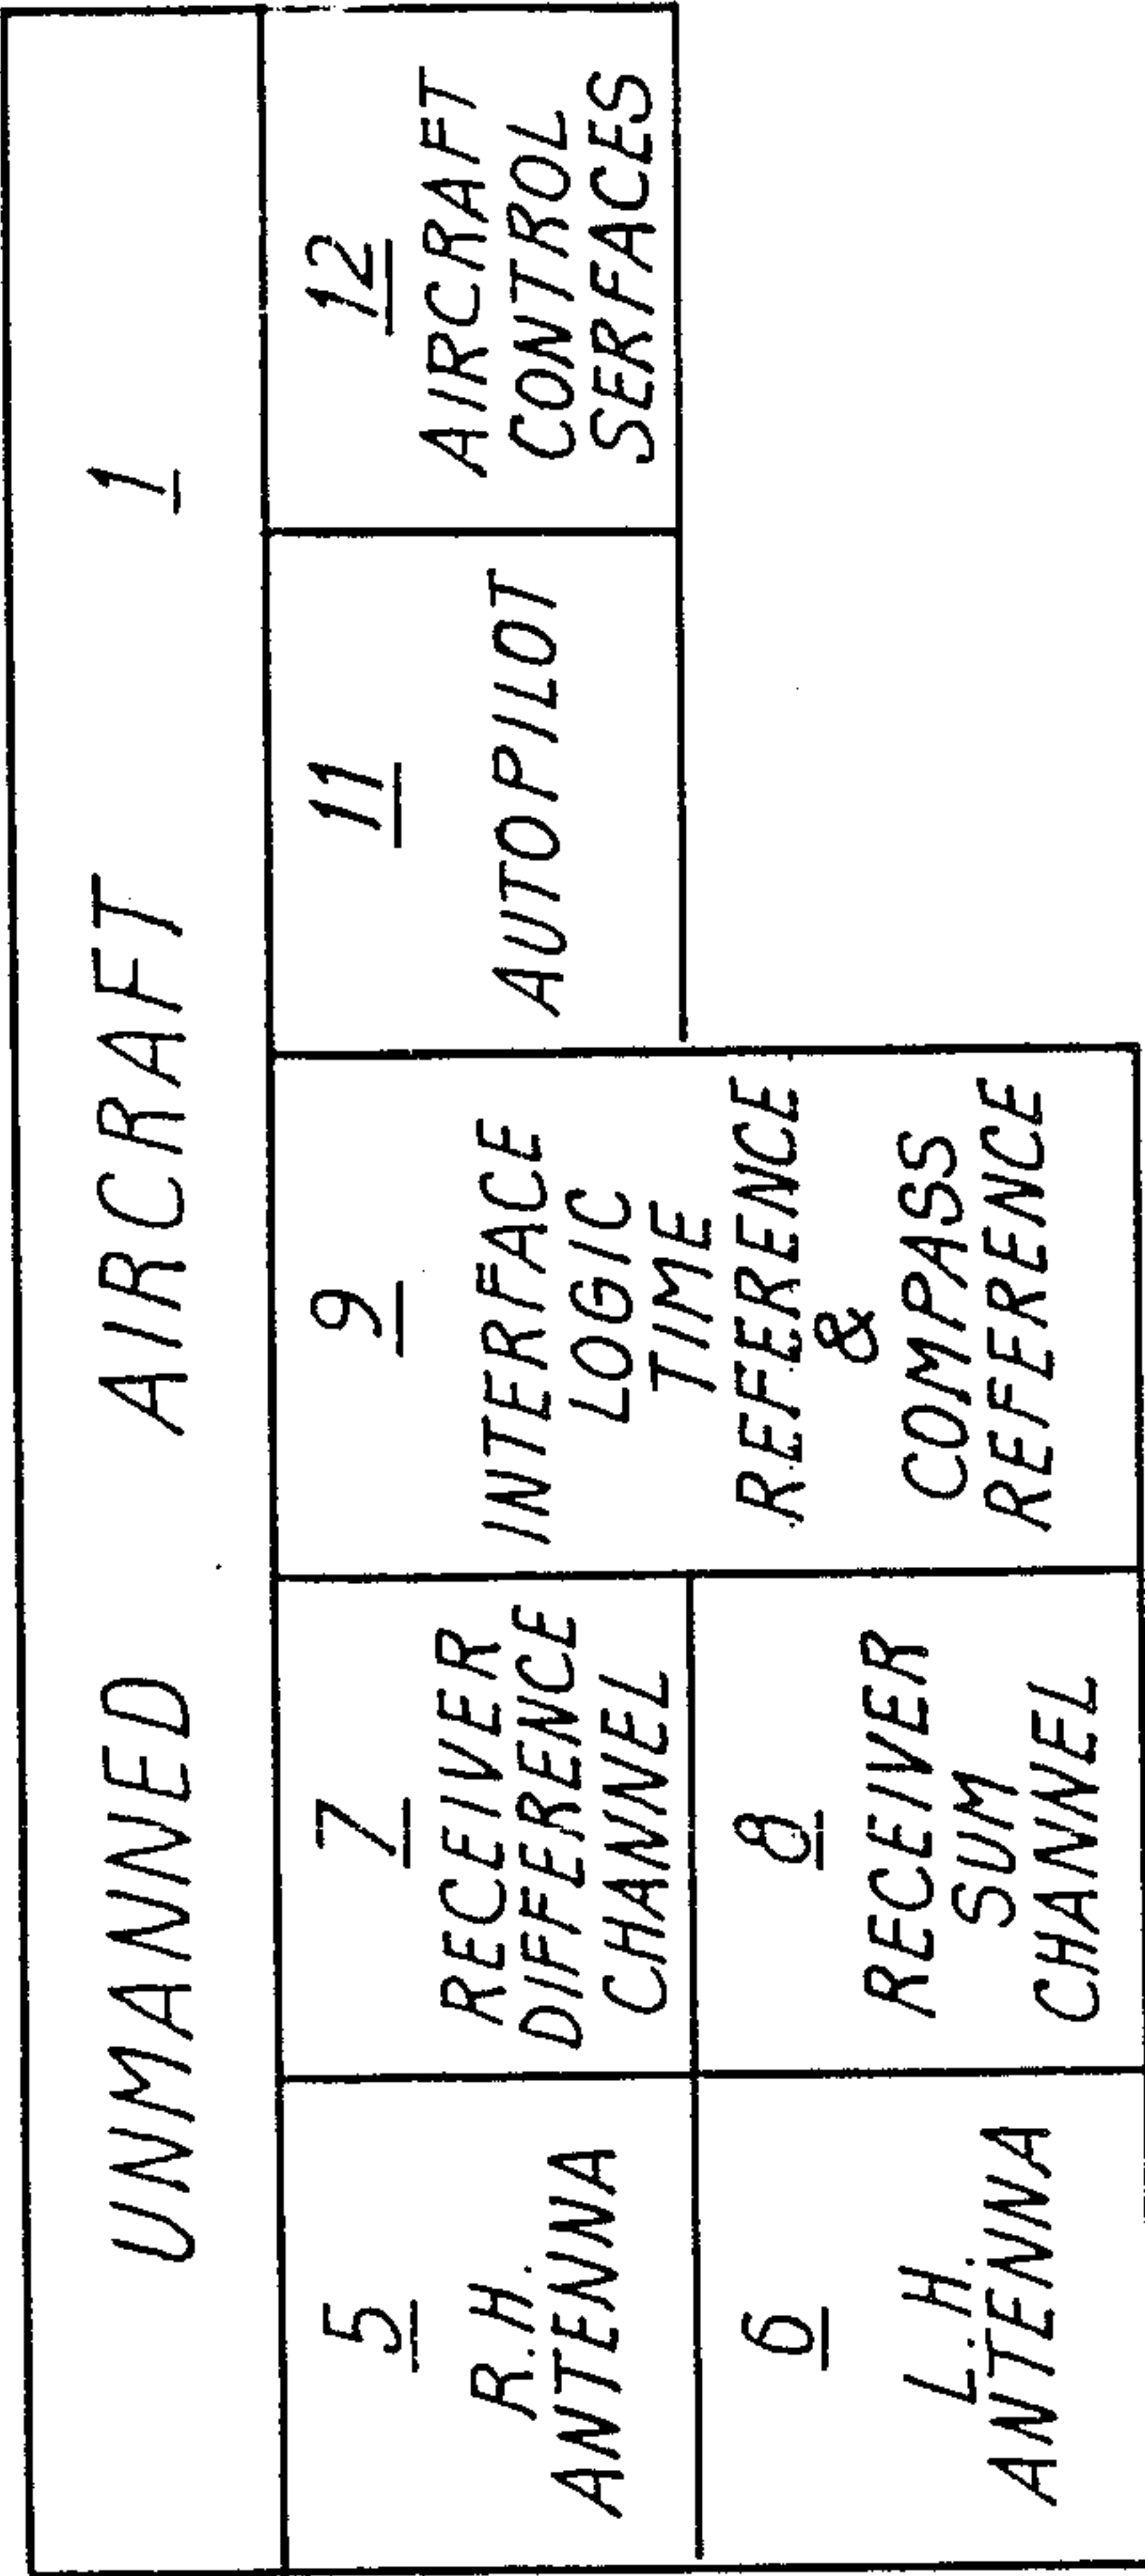 UNMANNED AIRCRAFT 1
5
R.H.
ANTENNA
7
RECEIVER
DIFFERENCE
CHANNEL
9
INTERFACE
LOGIC
TIME
REFERENCE
&
COMPASS
REFERENCE
11
AUTOPILOT
12
AIRCRAFT
CONTROL
SERFACES
6
L.H.
ANTENNA
8
RECEIVER
SUM
CHANNEL